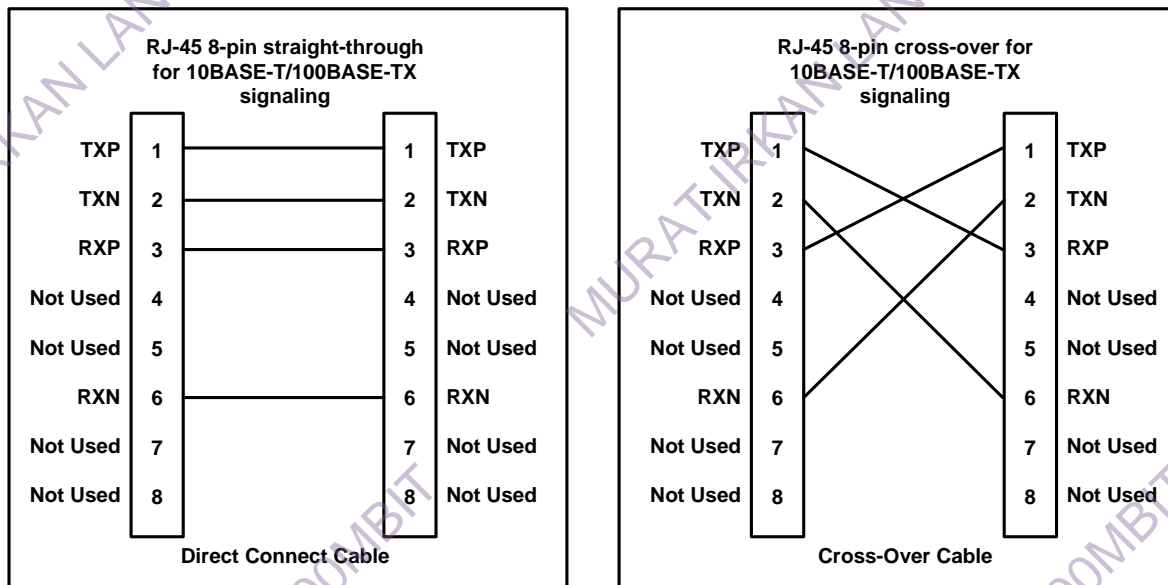 RJ-45 8-pin straight-through
for 10BASE-T/100BASE-TX
signaling
TXP 1 1 TXP
TXN 2 2 TXN
RXP 3 3 RXP
Not Used 4 4 Not Used
Not Used 5 5 Not Used
RXN 6 6 RXN
Not Used 7 7 Not Used
Not Used 8 8 Not Used
Direct Connect Cable
RJ-45 8-pin cross-over for
10BASE-T/100BASE-TX
signaling
TXP 1 1 TXP
TXN 2 2 TXN
RXP 3 3 RXP
Not Used 4 4 Not Used
Not Used 5 5 Not Used
RXN 6 6 RXN
Not Used 7 7 Not Used
Not Used 8 8 Not Used
Cross-Over Cable
MURAT IRKAN LAN